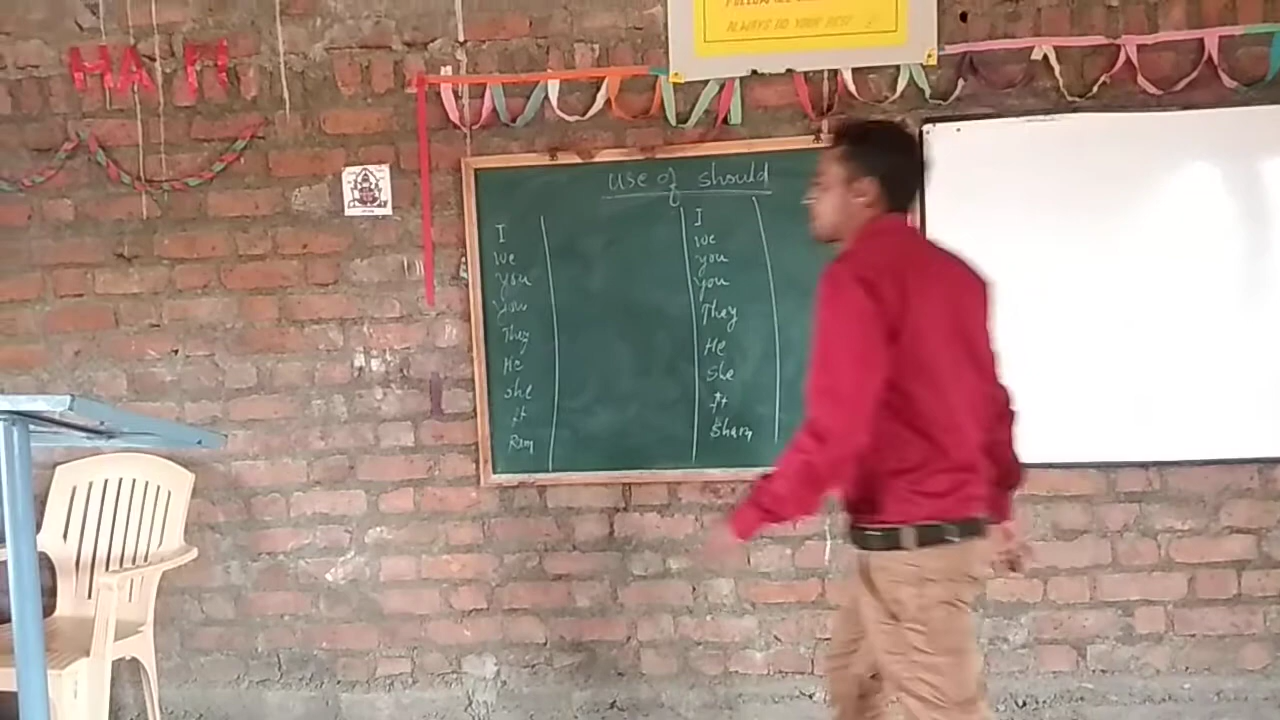 ALWAYS DO YOUR BEST
use of should
I
we
you
you
They
He
she
It
Ram
I
we
you
you
They
He
She
It
Sham